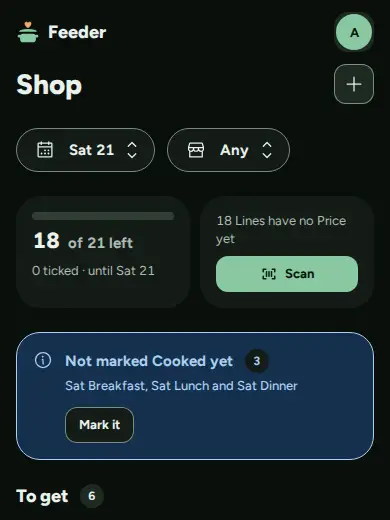 Feeder
A
Shop
Sat 21
Any
18 of 21 left
0 ticked · until Sat 21
18 Lines have no Price
yet
Scan
Not marked Cooked yet 3
Sat Breakfast, Sat Lunch and Sat Dinner
Mark it
To get 6